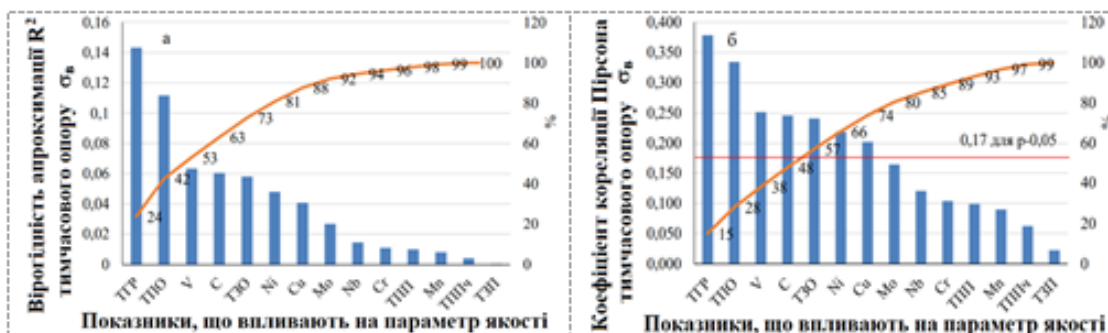 Вірогідність апроксимації R²
тимчасового опору σв
а
0,16
0,14
0,12
0,1
0,08
0,06
0,04
0,02
0
24
42
53
63
73
81
88
92
94
96
98
99
100
120
100
80
60
40
20
0
%
ТГР
ТПО
V
C
ТЗО
Ni
Cu
Mo
Nb
Cr
ТПП
Mn
ТППч
ТЗП
Показники, що впливають на параметр якості
Коефіцієнт кореляції Пірсона
тимчасового опору σв
б
0,400
0,350
0,300
0,250
0,200
0,150
0,100
0,050
0,000
15
28
38
48
57
66
74
80
85
89
93
97
99
0,17 для p-0,05
120
100
80
60
40
20
0
%
ТГР
ТПО
V
C
ТЗО
Ni
Cu
Mo
Nb
Cr
ТПП
Mn
ТППч
ТЗП
Показники, що впливають на параметр якості